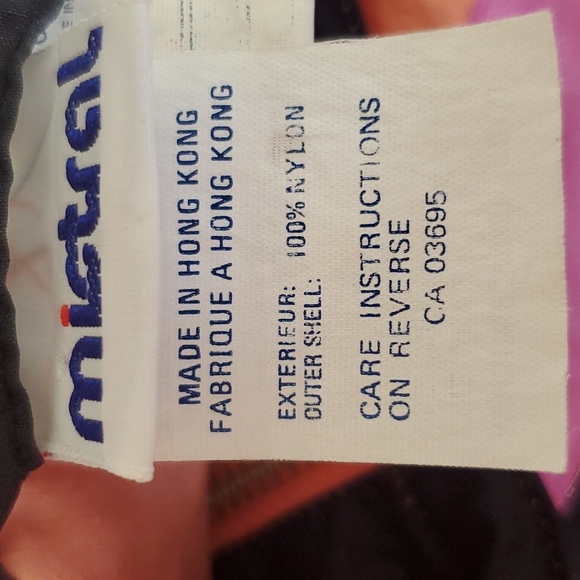 mistral
MADE IN HONG KONG
FABRIQUE A HONG KONG
EXTERIEUR:
OUTER SHELL: 100% NYLON
CARE INSTRUCTIONS
ON REVERSE
CA 03695